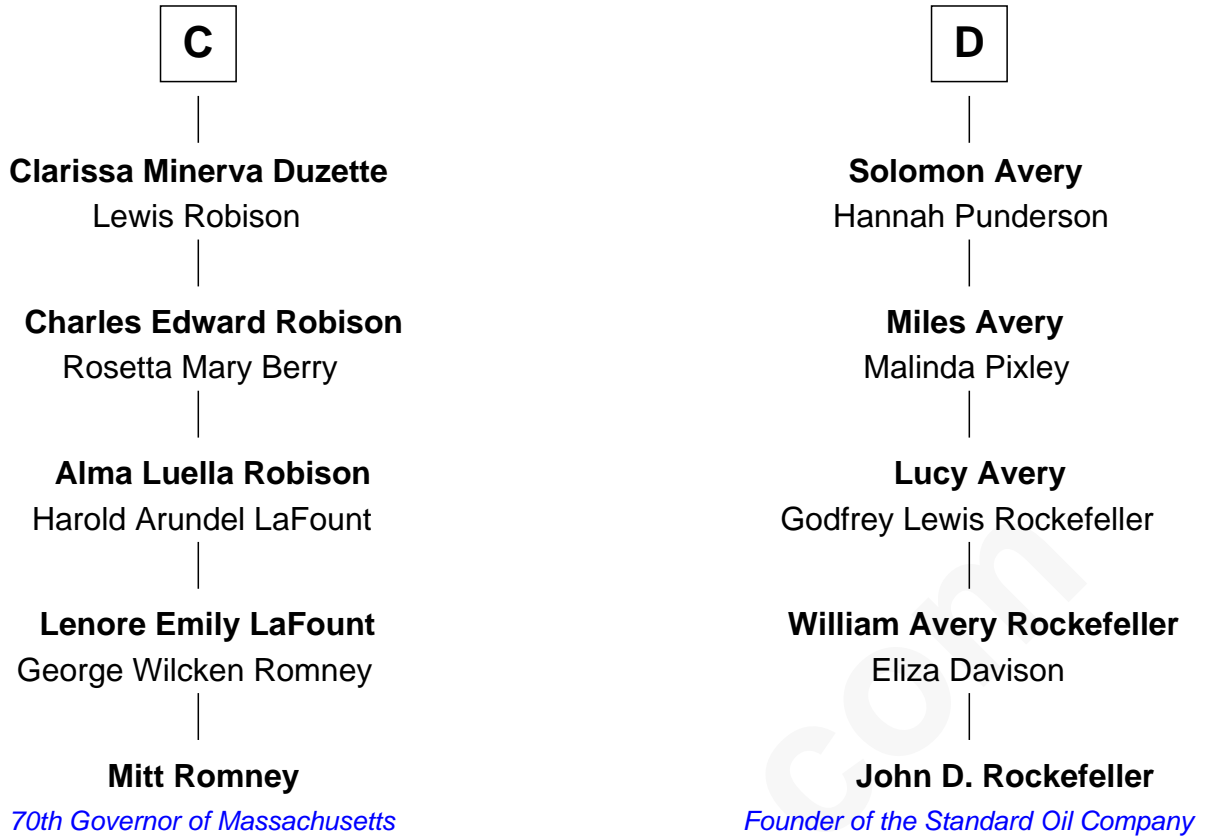 C
Clarissa Minerva Duzette
Lewis Robison
Charles Edward Robison
Rosetta Mary Berry
Alma Luella Robison
Harold Arundel LaFount
Lenore Emily LaFount
George Wilcken Romney
Mitt Romney
70th Governor of Massachusetts
D
Solomon Avery
Hannah Punderson
Miles Avery
Malinda Pixley
Lucy Avery
Godfrey Lewis Rockefeller
William Avery Rockefeller
Eliza Davison
John D. Rockefeller
Founder of the Standard Oil Company
com